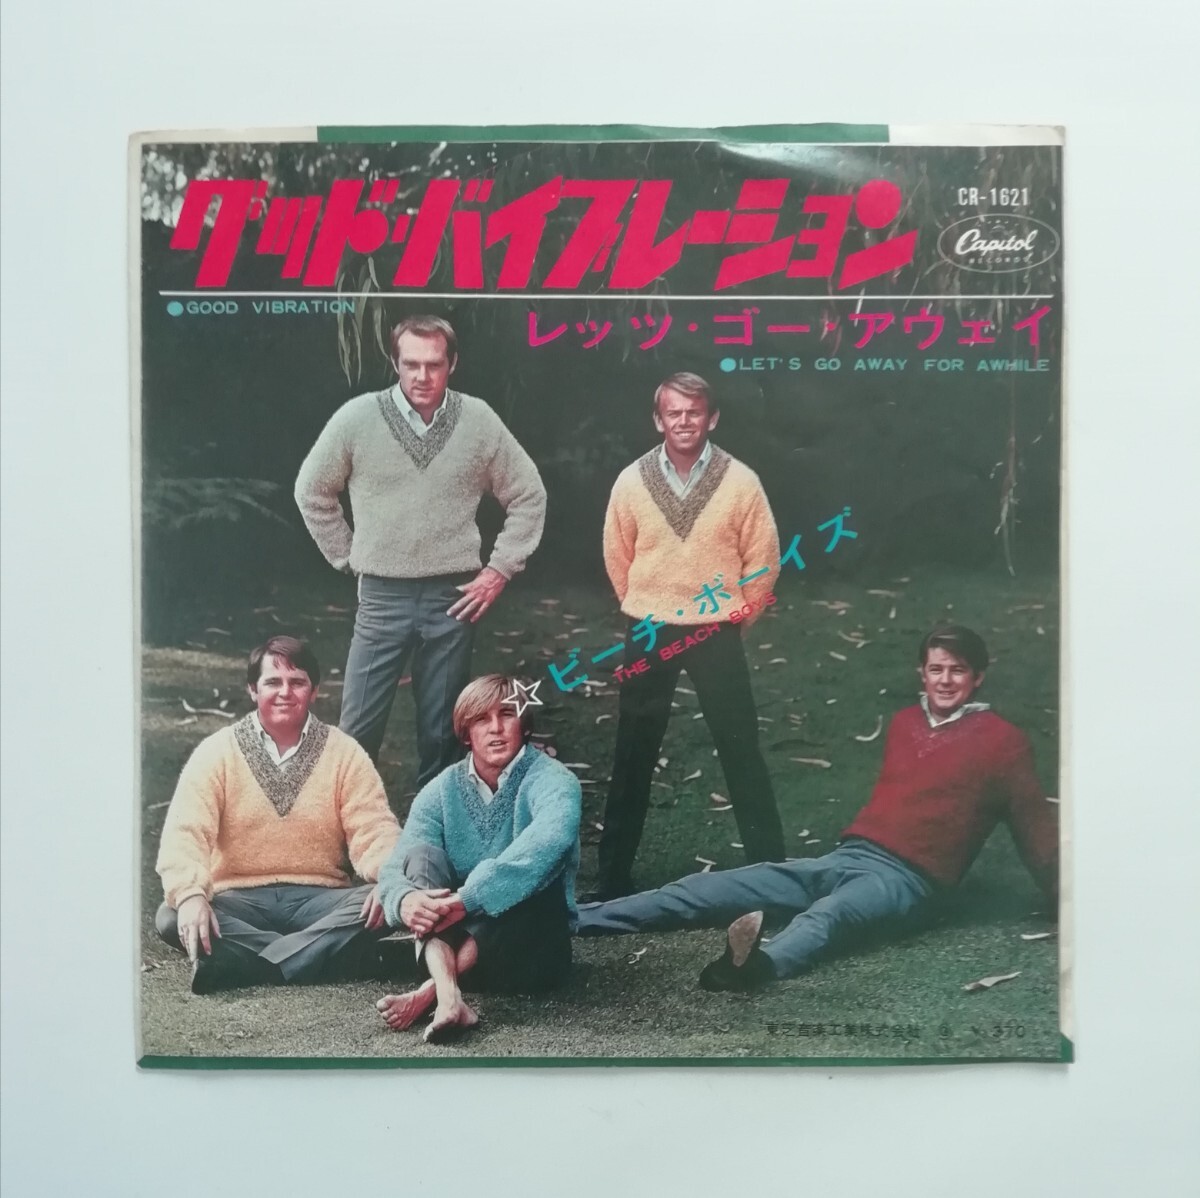 グッド・バイブレーション
CR-1621
Capitol
RECORDS
●GOOD VIBRATION
レッツ・ゴー・アウェイ
●LET'S GO AWAY FOR AWHILE
☆ビーチ・ボーイズ
THE BEACH BOYS
東芝音楽工業株式会社 ¥370